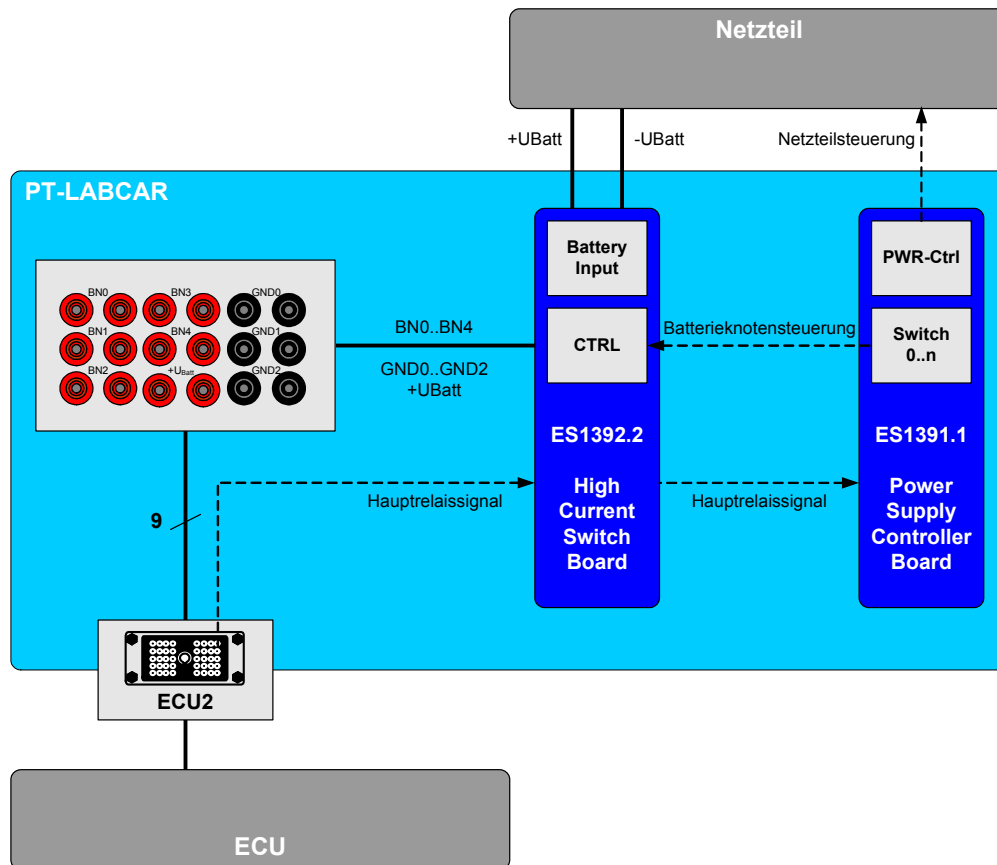 Netzteil
+UBatt
-UBatt
Netzteilsteuerung
PT-LABCAR
Battery
Input
PWR-Ctrl
BN0
BN3
GND0
BN1
BN4
GND1
BN2
+UBatt
GND2
BN0..BN4
GND0..GND2
+UBatt
CTRL
Batterieknotensteuerung
Switch
0..n
ES1392.2
High
Current
Switch
Board
ES1391.1
Power
Supply
Controller
Board
Hauptrelaissignal
Hauptrelaissignal
9
ECU2
ECU